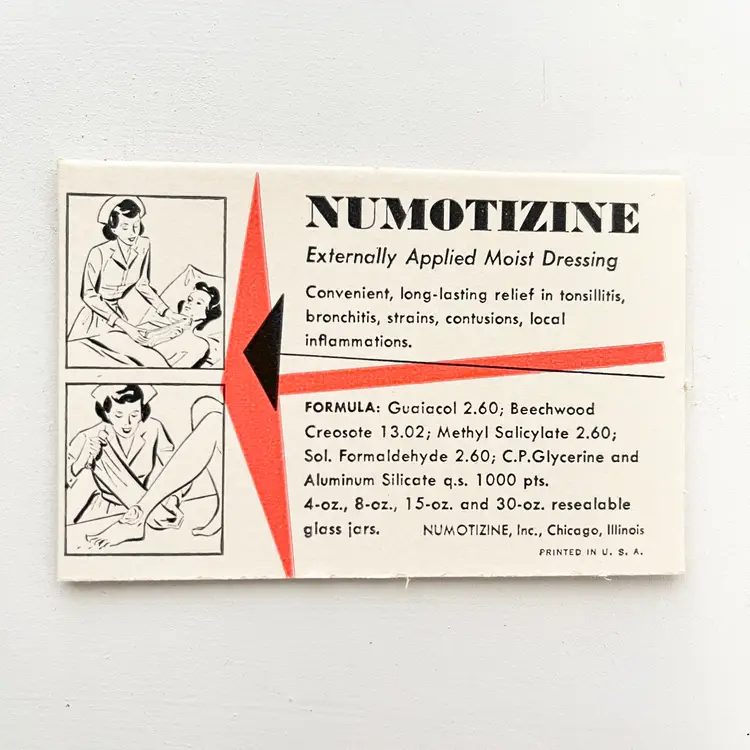 NUMOTIZINE
Externally Applied Moist Dressing
Convenient, long-lasting relief in tonsillitis,
bronchitis, strains, contusions, local
inflammations.
FORMULA: Guaiacol 2.60; Beechwood
Creosote 13.02; Methyl Salicylate 2.60;
Sol. Formaldehyde 2.60; C.P.Glycerine and
Aluminum Silicate q.s. 1000 pts.
4-oz., 8-oz., 15-oz. and 30-oz. resealable
glass jars. NUMOTIZINE, Inc., Chicago, Illinois
PRINTED IN U. S. A.